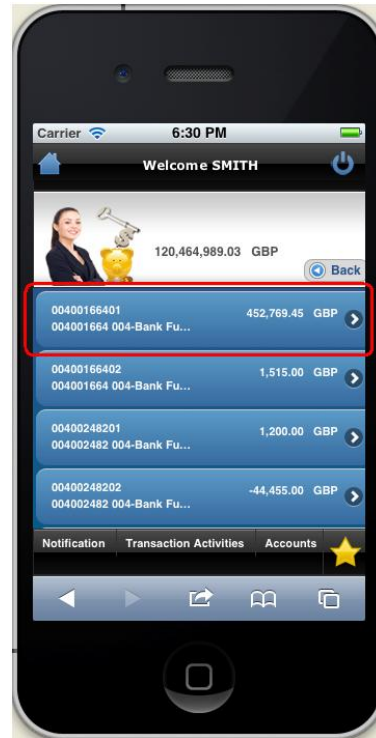 Carrier 6:30 PM
Welcome SMITH
120,464,989.03 GBP
Back
00400166401 452,769.45 GBP
004001664 004-Bank Fu...
00400166402 1,515.00 GBP
004001664 004-Bank Fu...
00400248201 1,200.00 GBP
004002482 004-Bank Fu...
00400248202 -44,455.00 GBP
004002482 004-Bank Fu...
Notification Transaction Activities Accounts